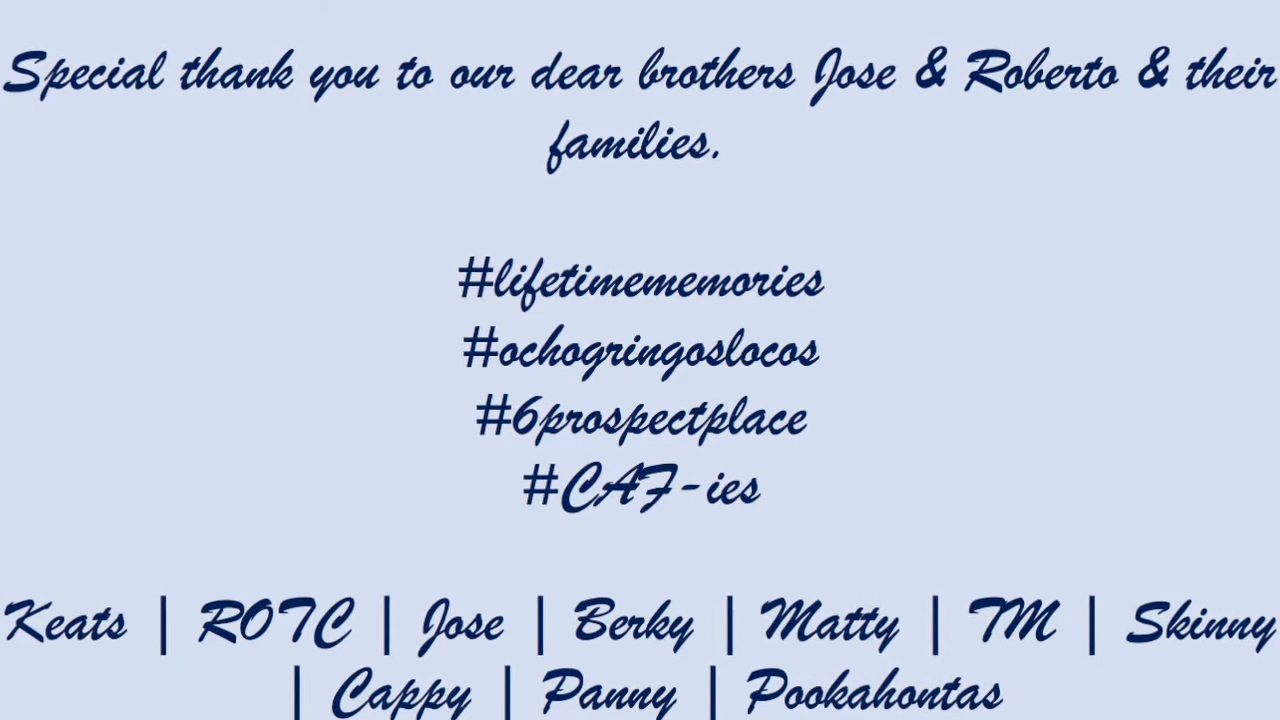 Special thank you to our dear brothers Jose & Roberto & their
families.
#lifetimememories
#ochogringoslocos
#6prospectplace
#CAF-ies
Keats | ROTC | Jose | Berky | Matty | TM | Skinny
| Cappy | Panny | Pookahontas